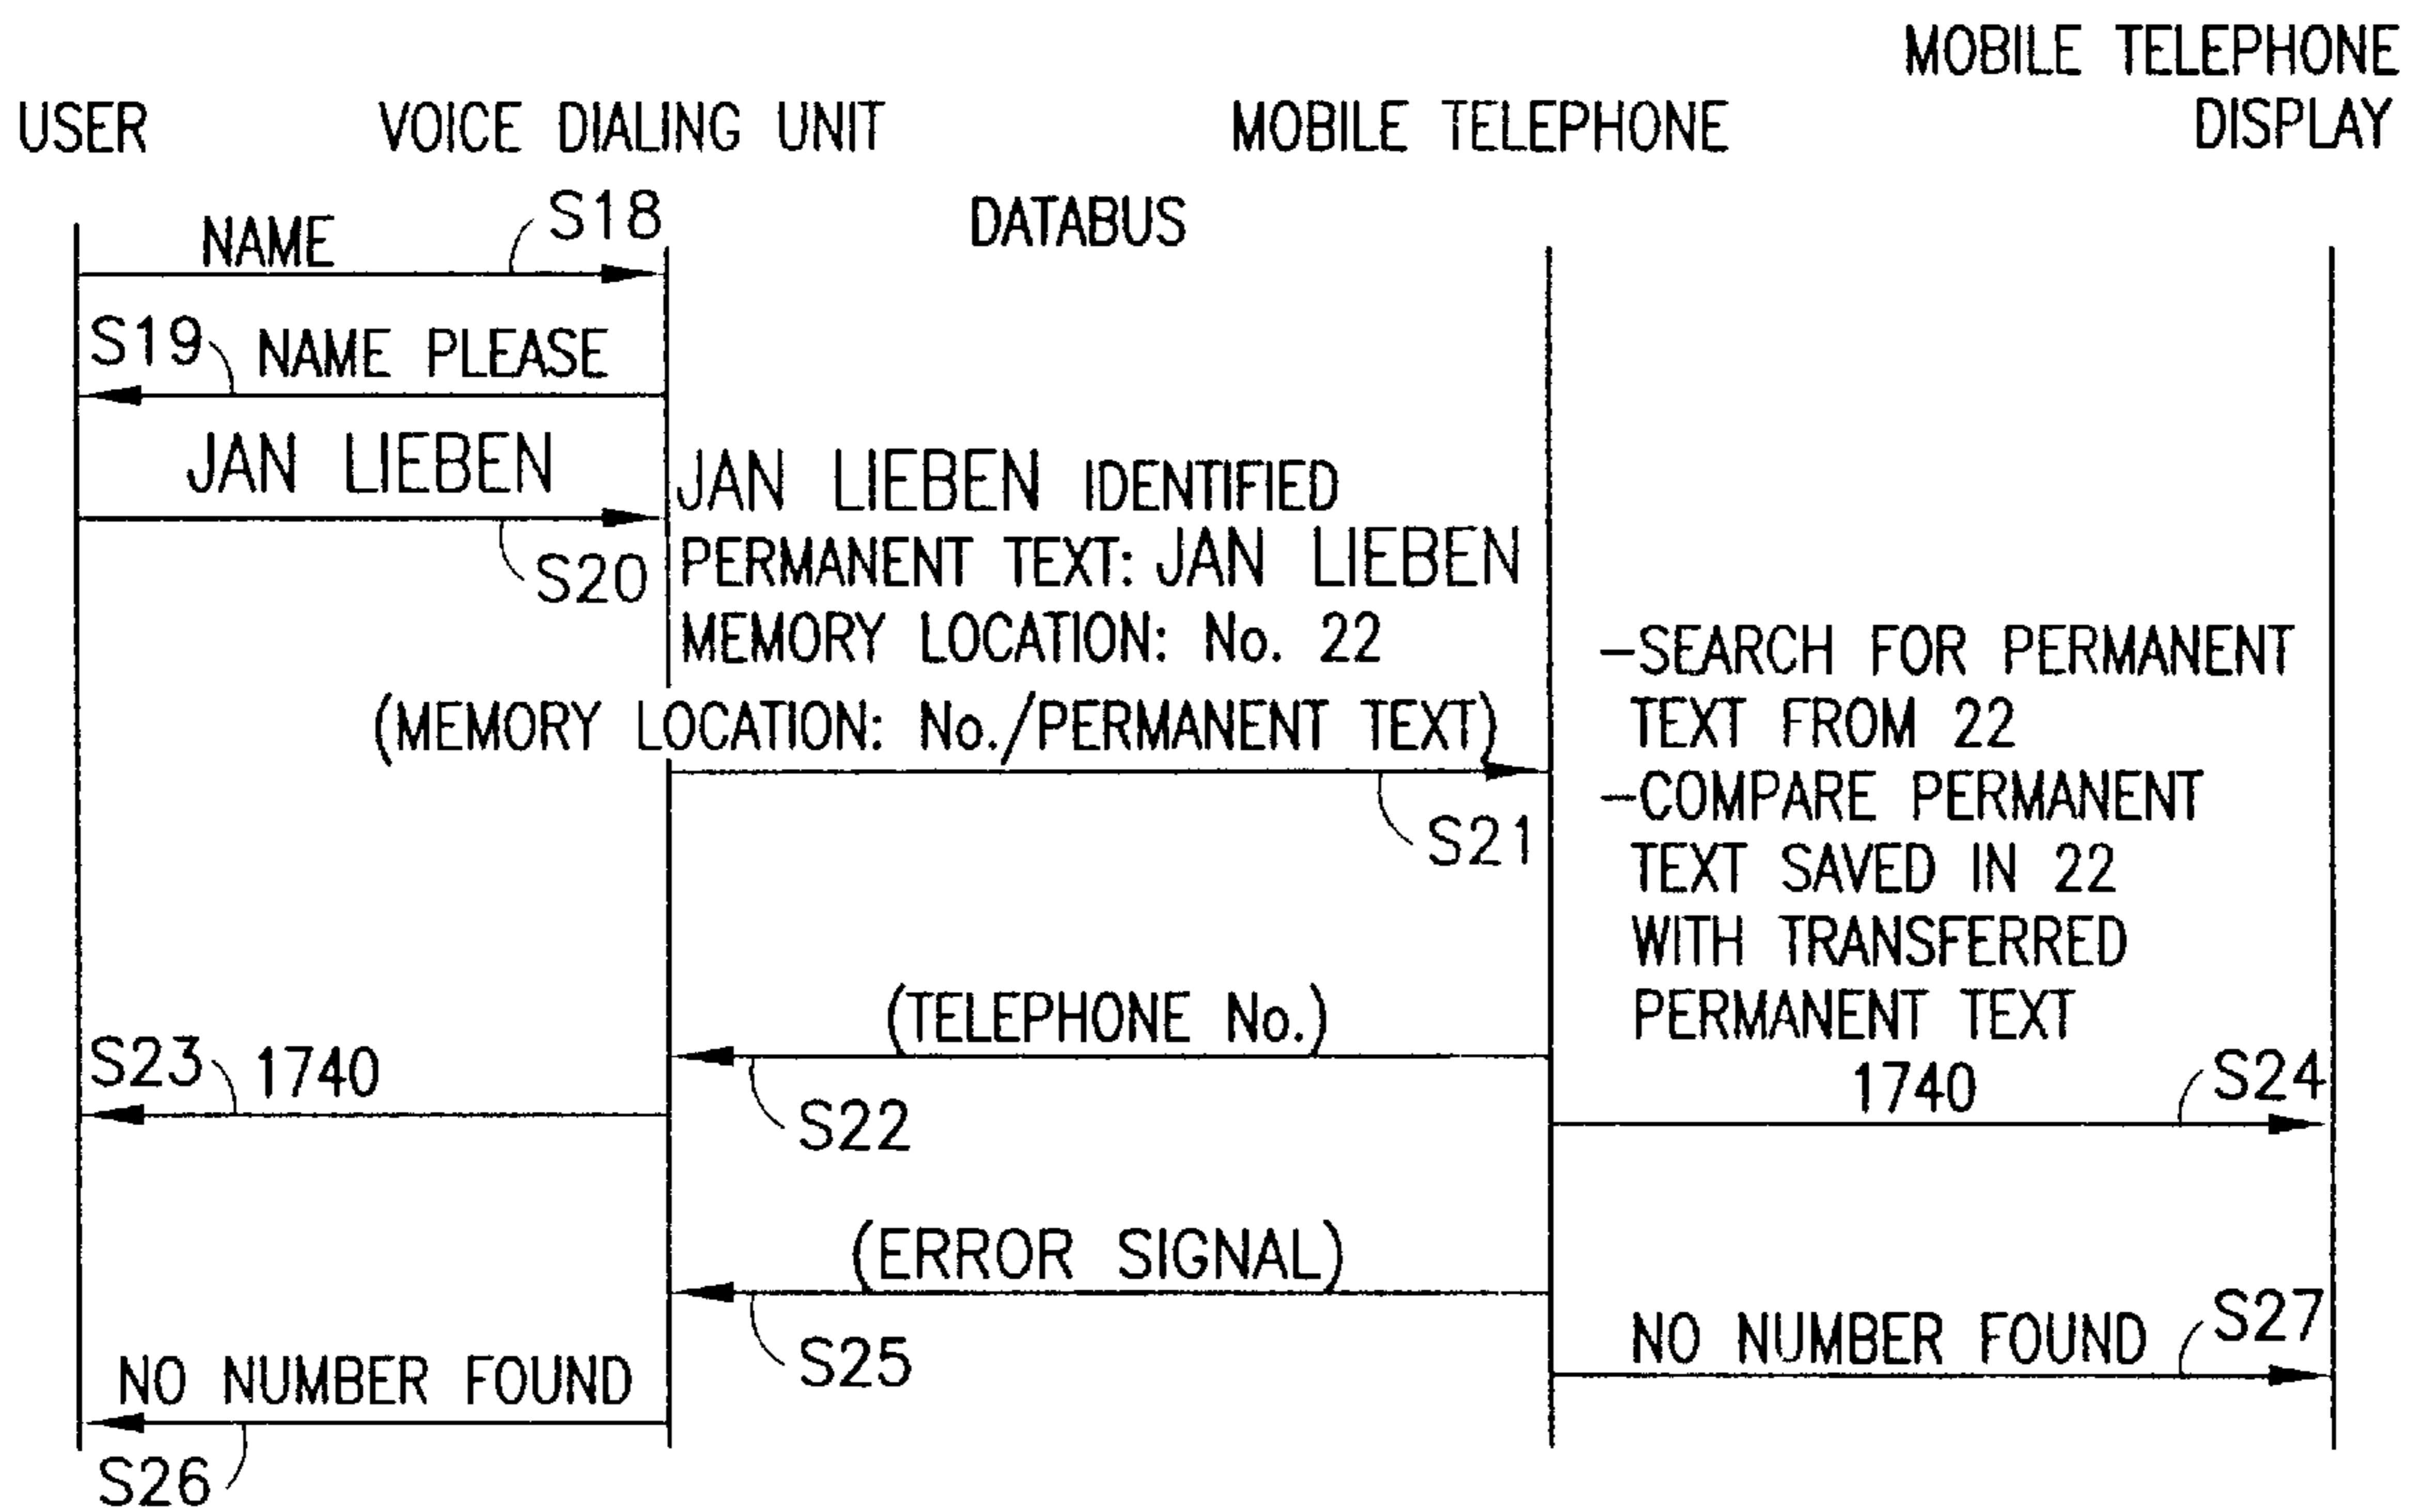 MOBILE TELEPHONE
DISPLAY
USER
VOICE DIALING UNIT
MOBILE TELEPHONE
DATABUS
NAME
S18
S19
NAME PLEASE
JAN LIEBEN
S20
JAN LIEBEN IDENTIFIED
PERMANENT TEXT: JAN LIEBEN
MEMORY LOCATION: No. 22
(MEMORY LOCATION: No./PERMANENT TEXT)
S21
-SEARCH FOR PERMANENT
TEXT FROM 22
-COMPARE PERMANENT
TEXT SAVED IN 22
WITH TRANSFERRED
PERMANENT TEXT
(TELEPHONE No.)
S22
S23
1740
1740
S24
(ERROR SIGNAL)
S25
NO NUMBER FOUND
S27
NO NUMBER FOUND
S26